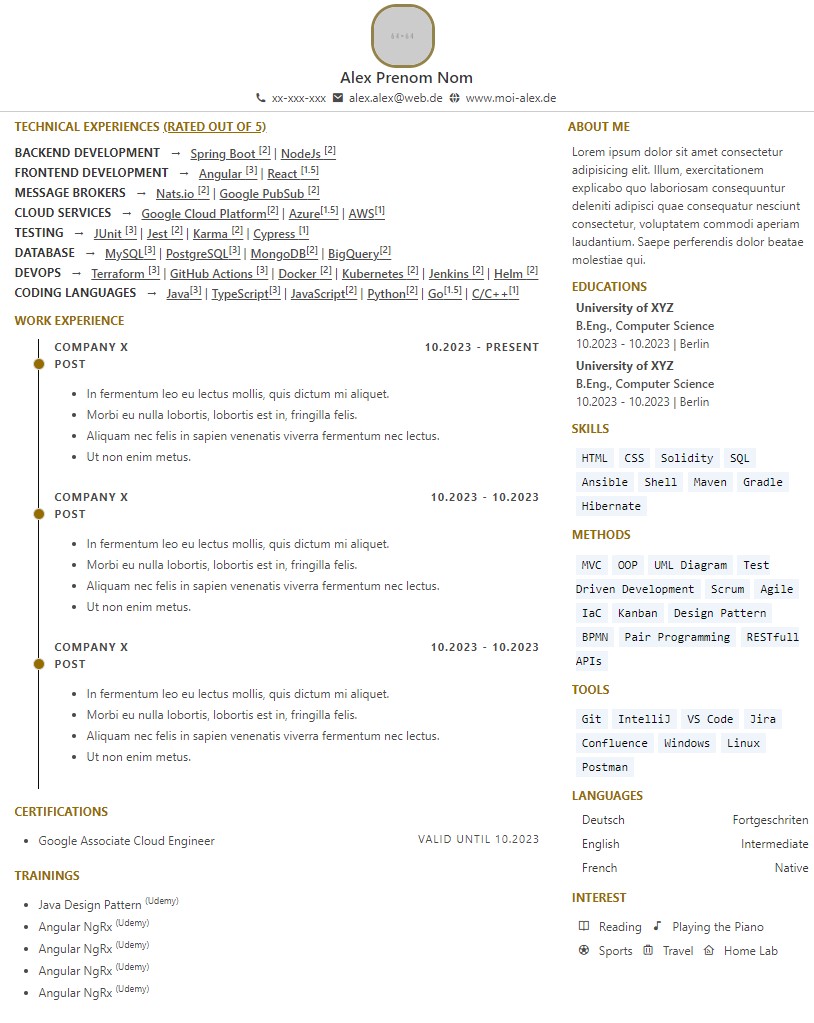 64×64
Alex Prenom Nom
xx-xxx-xxx alex.alex@web.de www.moi-alex.de
TECHNICAL EXPERIENCES (RATED OUT OF 5)
BACKEND DEVELOPMENT → Spring Boot [2] | NodeJs [2]
FRONTEND DEVELOPMENT → Angular [3] | React [1.5]
MESSAGE BROKERS → Nats.io [2] | Google PubSub [2]
CLOUD SERVICES → Google Cloud Platform[2] | Azure[1.5] | AWS[1]
TESTING → JUnit [3] | Jest [2] | Karma [2] | Cypress [1]
DATABASE → MySQL[3] | PostgreSQL[3] | MongoDB[2] | BigQuery[2]
DEVOPS → Terraform [3] | GitHub Actions [3] | Docker [2] | Kubernetes [2] | Jenkins [2] | Helm [2]
CODING LANGUAGES → Java[3] | TypeScript[3] | JavaScript[2] | Python[2] | Go[1.5] | C/C++[1]
WORK EXPERIENCE
COMPANY X 10.2023 - PRESENT
POST
• In fermentum leo eu lectus mollis, quis dictum mi aliquet.
• Morbi eu nulla lobortis, lobortis est in, fringilla felis.
• Aliquam nec felis in sapien venenatis viverra fermentum nec lectus.
• Ut non enim metus.
COMPANY X 10.2023 - 10.2023
POST
• In fermentum leo eu lectus mollis, quis dictum mi aliquet.
• Morbi eu nulla lobortis, lobortis est in, fringilla felis.
• Aliquam nec felis in sapien venenatis viverra fermentum nec lectus.
• Ut non enim metus.
COMPANY X 10.2023 - 10.2023
POST
• In fermentum leo eu lectus mollis, quis dictum mi aliquet.
• Morbi eu nulla lobortis, lobortis est in, fringilla felis.
• Aliquam nec felis in sapien venenatis viverra fermentum nec lectus.
• Ut non enim metus.
CERTIFICATIONS
• Google Associate Cloud Engineer VALID UNTIL 10.2023
TRAININGS
• Java Design Pattern (Udemy)
• Angular NgRx (Udemy)
• Angular NgRx (Udemy)
• Angular NgRx (Udemy)
• Angular NgRx (Udemy)
ABOUT ME
Lorem ipsum dolor sit amet consectetur
adipisicing elit. Illum, exercitationem
explicabo quo laboriosam consequuntur
deleniti adipisci quae consequatur nesciunt
consectetur, voluptatem commodi aperiam
laudantium. Saepe perferendis dolor beatae
molestiae qui.
EDUCATIONS
University of XYZ
B.Eng., Computer Science
10.2023 - 10.2023 | Berlin
University of XYZ
B.Eng., Computer Science
10.2023 - 10.2023 | Berlin
SKILLS
HTML CSS Solidity SQL
Ansible Shell Maven Gradle
Hibernate
METHODS
MVC OOP UML Diagram Test
Driven Development Scrum Agile
IaC Kanban Design Pattern
BPMN Pair Programming RESTfull
APIs
TOOLS
Git IntelliJ VS Code Jira
Confluence Windows Linux
Postman
LANGUAGES
Deutsch Fortgeschriten
English Intermediate
French Native
INTEREST
Reading Playing the Piano
Sports Travel Home Lab